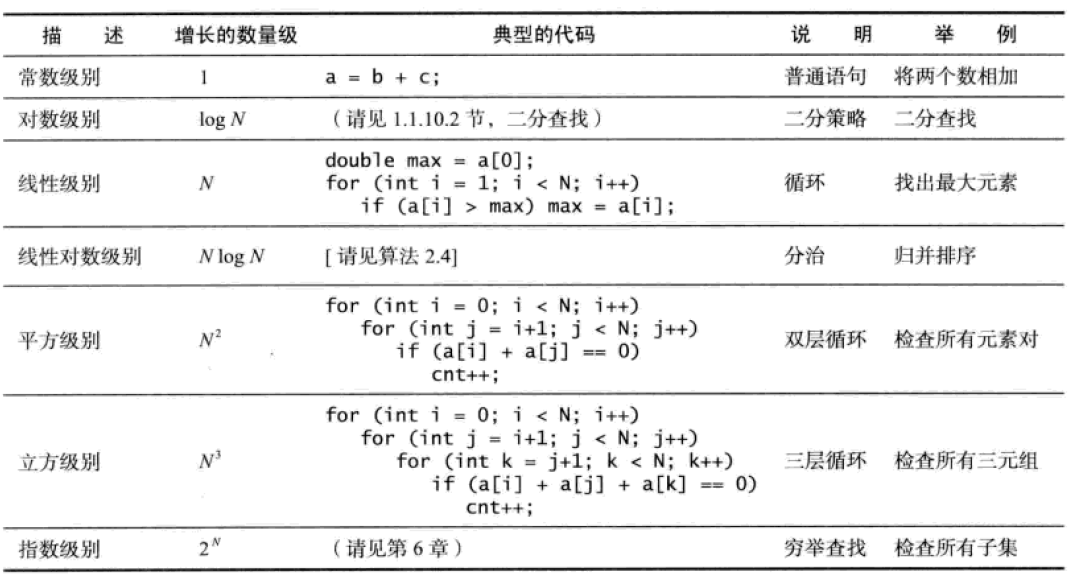 描 述 增长的数量级 典型的代码 说 明 举 例
常数级别 1 a = b + c; 普通语句 将两个数相加
对数级别 log N (请见 1.1.10.2 节,二分查找) 二分策略 二分查找
double max = a[0];
线性级别 N for (int i = 1; i < N; i++) 循环 找出最大元素
if (a[i] > max) max = a[i];
线性对数级别 N log N [ 请见算法 2.4] 分治 归并排序
for (int i = 0; i < N; i++)
for (int j = i+1; j < N; j++)
平方级别 N² if (a[i] + a[j] == 0) 双层循环 检查所有元素对
cnt++;
for (int i = 0; i < N; i++)
for (int j = i+1; j < N; j++)
立方级别 N³ for (int k = j+1; k < N; k++) 三层循环 检查所有三元组
if (a[i] + a[j] + a[k] == 0)
cnt++;
指数级别 2ᴺ (请见第 6 章) 穷举查找 检查所有子集